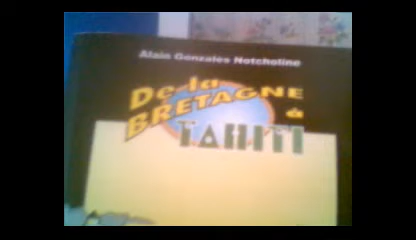 Alain Gonzales Notcholine
De la
BRETAGNE
à
TAHITI